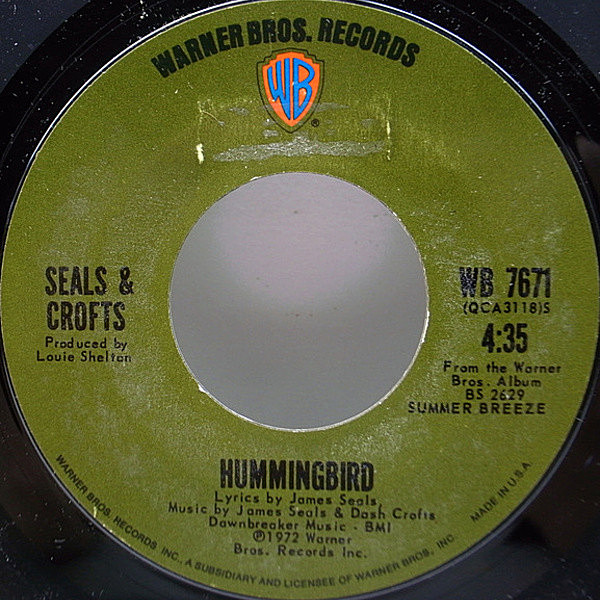 WARNER BROS. RECORDS
WB
®
SEALS &
CROFTS
Produced by
Louie Shelton
WB 7671
(QCA3118)S
4:35
From the Warner
Bros. Album
BS 2629
SUMMER BREEZE
HUMMINGBIRD
Lyrics by James Seals,
Music by James Seals & Dash Crofts
Dawnbreaker Music - BMI
℗1972 Warner
Bros. Records Inc.
WARNER BROS. RECORDS INC., A SUBSIDIARY AND LICENSEE OF WARNER BROS., INC
MADE IN U.S.A